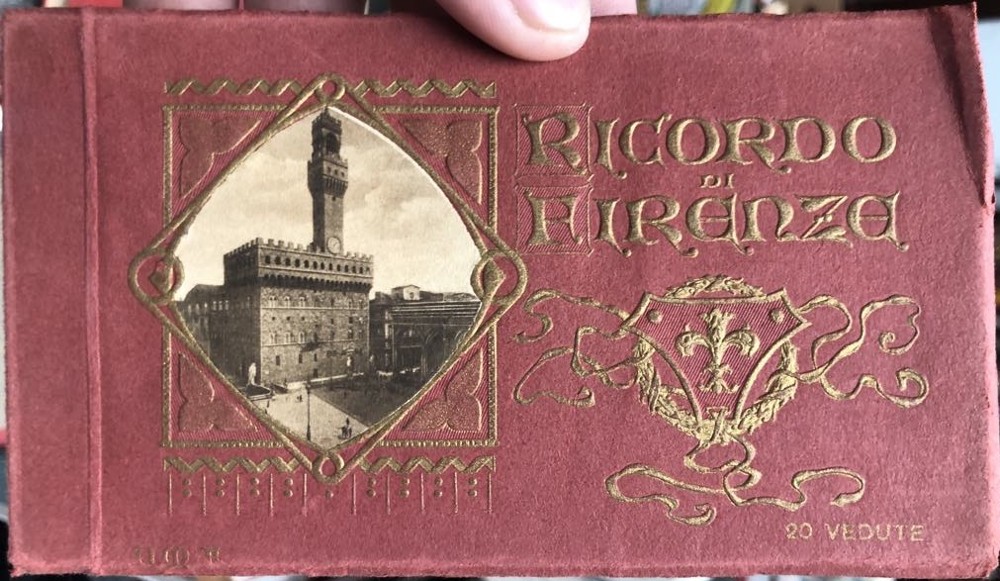 RICORDO
DI
FIRENZE
20 VEDUTE